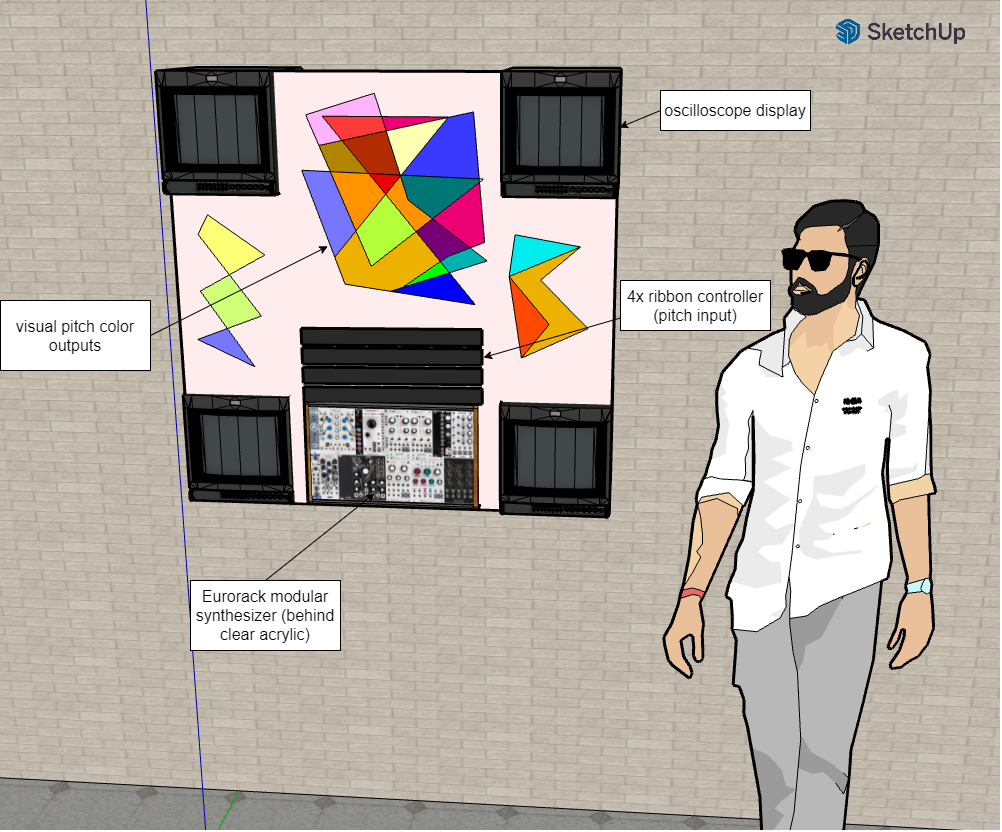 SketchUp
oscilloscope display
4x ribbon controller
(pitch input)
visual pitch color
outputs
Eurorack modular
synthesizer (behind
clear acrylic)